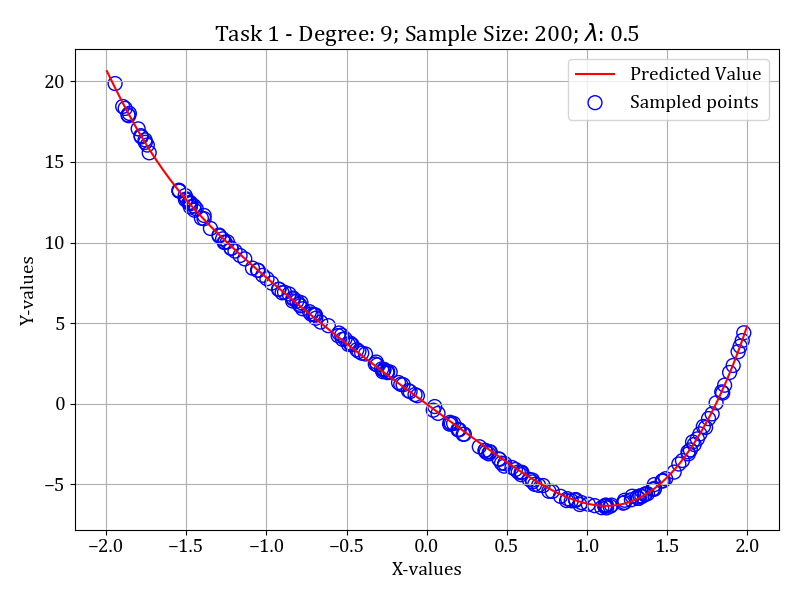 Task 1 - Degree: 9; Sample Size: 200; λ: 0.5
Predicted Value
Sampled points
Y-values
20
15
10
5
0
−5
−2.0 −1.5 −1.0 −0.5 0.0 0.5 1.0 1.5 2.0
X-values